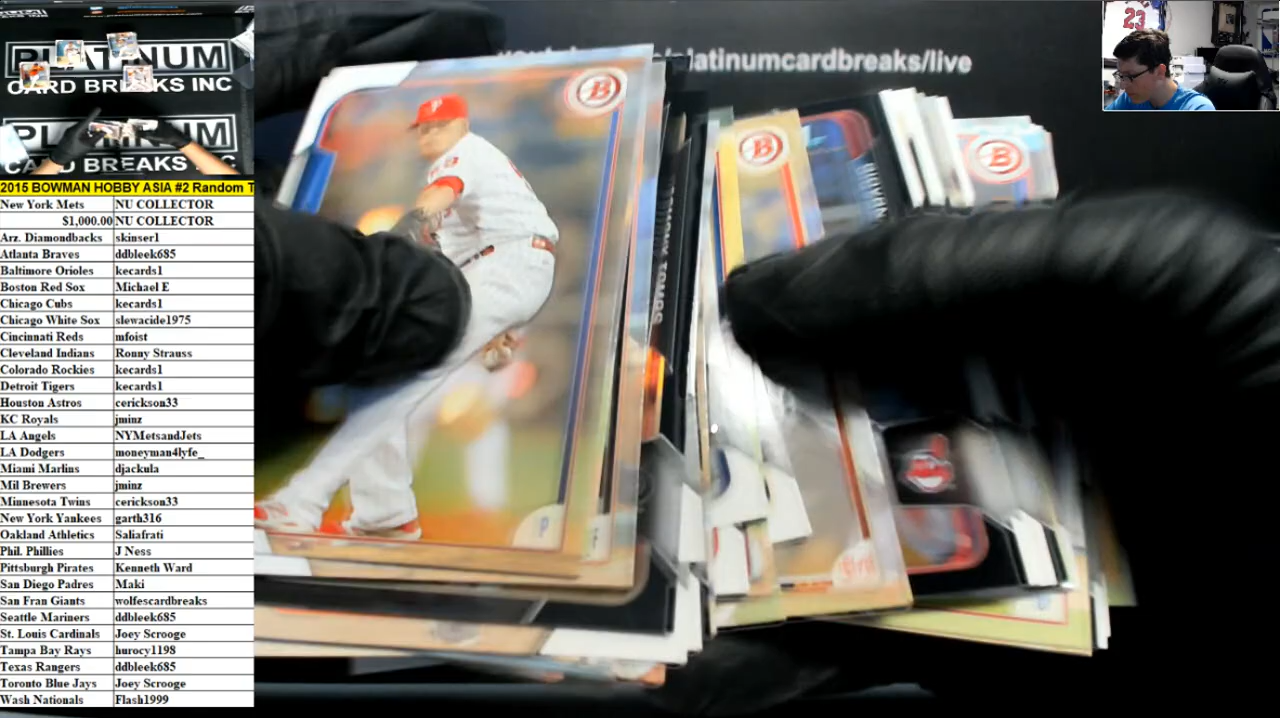 PLATINUM
CARD BREAKS INC
PLATINUM
CARD BREAKS INC
platinumcardbreaks/live
23
2015 BOWMAN HOBBY ASIA #2 Random T
New York Mets NU COLLECTOR
$1,000.00 NU COLLECTOR
Arz. Diamondbacks skinser1
Atlanta Braves ddbleek685
Baltimore Orioles kecards1
Boston Red Sox Michael E
Chicago Cubs kecards1
Chicago White Sox slewacide1975
Cincinnati Reds mfoist
Cleveland Indians Ronny Strauss
Colorado Rockies kecards1
Detroit Tigers kecards1
Houston Astros cerickson33
KC Royals jminz
LA Angels NYMetsandJets
LA Dodgers moneyman4lyfe_
Miami Marlins djackula
Mil Brewers jminz
Minnesota Twins cerickson33
New York Yankees garth316
Oakland Athletics Saliafrati
Phil. Phillies J Ness
Pittsburgh Pirates Kenneth Ward
San Diego Padres Maki
San Fran Giants wolfescardbreaks
Seattle Mariners ddbleek685
St. Louis Cardinals Joey Scrooge
Tampa Bay Rays hurocy1198
Texas Rangers ddbleek685
Toronto Blue Jays Joey Scrooge
Wash Nationals Flash1999
B
B
B
P
P